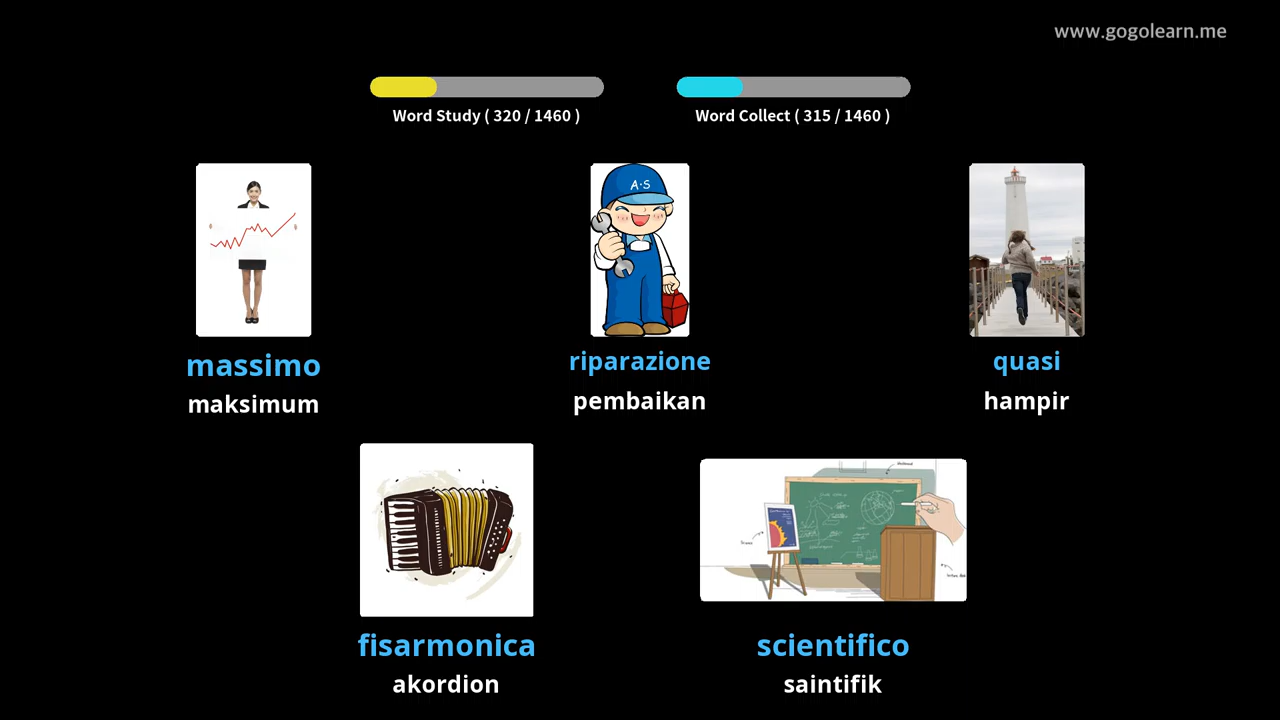 www.gogolearn.me
Word Study ( 320 / 1460 )
Word Collect ( 315 / 1460 )
A·S
massimo
maksimum
riparazione
pembaikan
quasi
hampir
fisarmonica
akordion
scientifico
saintifik